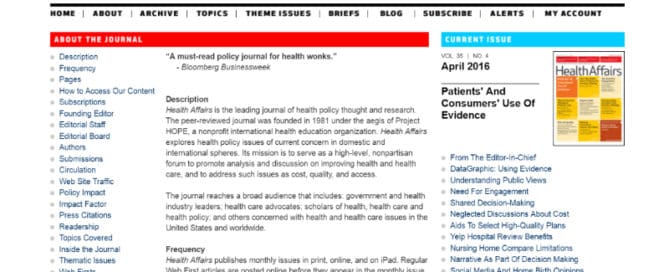 HOME | ABOUT | ARCHIVE | TOPICS | THEME ISSUES | BRIEFS | BLOG | SUBSCRIBE | ALERTS | MY ACCOUNT
ABOUT THE JOURNAL
Description
Frequency
Pages
How to Access Our Content
Subscriptions
Founding Editor
Editorial Staff
Editorial Board
Authors
Submissions
Circulation
Web Site Traffic
Policy Impact
Impact Factor
Press Citations
Readership
Topics Covered
Inside the Journal
Thematic Issues
Web Firsts
"A must-read policy journal for health wonks."
- Bloomberg Businessweek
Description
Health Affairs is the leading journal of health policy thought and research.
The peer-reviewed journal was founded in 1981 under the aegis of Project
HOPE, a nonprofit international health education organization. Health Affairs
explores health policy issues of current concern in domestic and
international spheres. Its mission is to serve as a high-level, nonpartisan
forum to promote analysis and discussion on improving health and health
care, and to address such issues as cost, quality, and access.
The journal reaches a broad audience that includes: government and health
industry leaders; health care advocates; scholars of health, health care and
health policy; and others concerned with health and health care issues in the
United States and worldwide.
Frequency
Health Affairs publishes monthly issues in print, online, and on iPad. Regular
Web First articles are posted online before they appear in the monthly issue.
CURRENT ISSUE
VOL. 35 | NO. 4
April 2016
Patients' And
Consumers' Use Of
Evidence
HealthAffairs
From The Editor-In-Chief
DataGraphic: Using Evidence
Understanding Public Views
Need For Engagement
Shared Decision-Making
Neglected Discussions About Cost
Aids To Select High-Quality Plans
Yelp Hospital Review Benefits
Nursing Home Compare Limitations
Narrative As Part Of Decision Making
Social Media And Home Birth Opinions